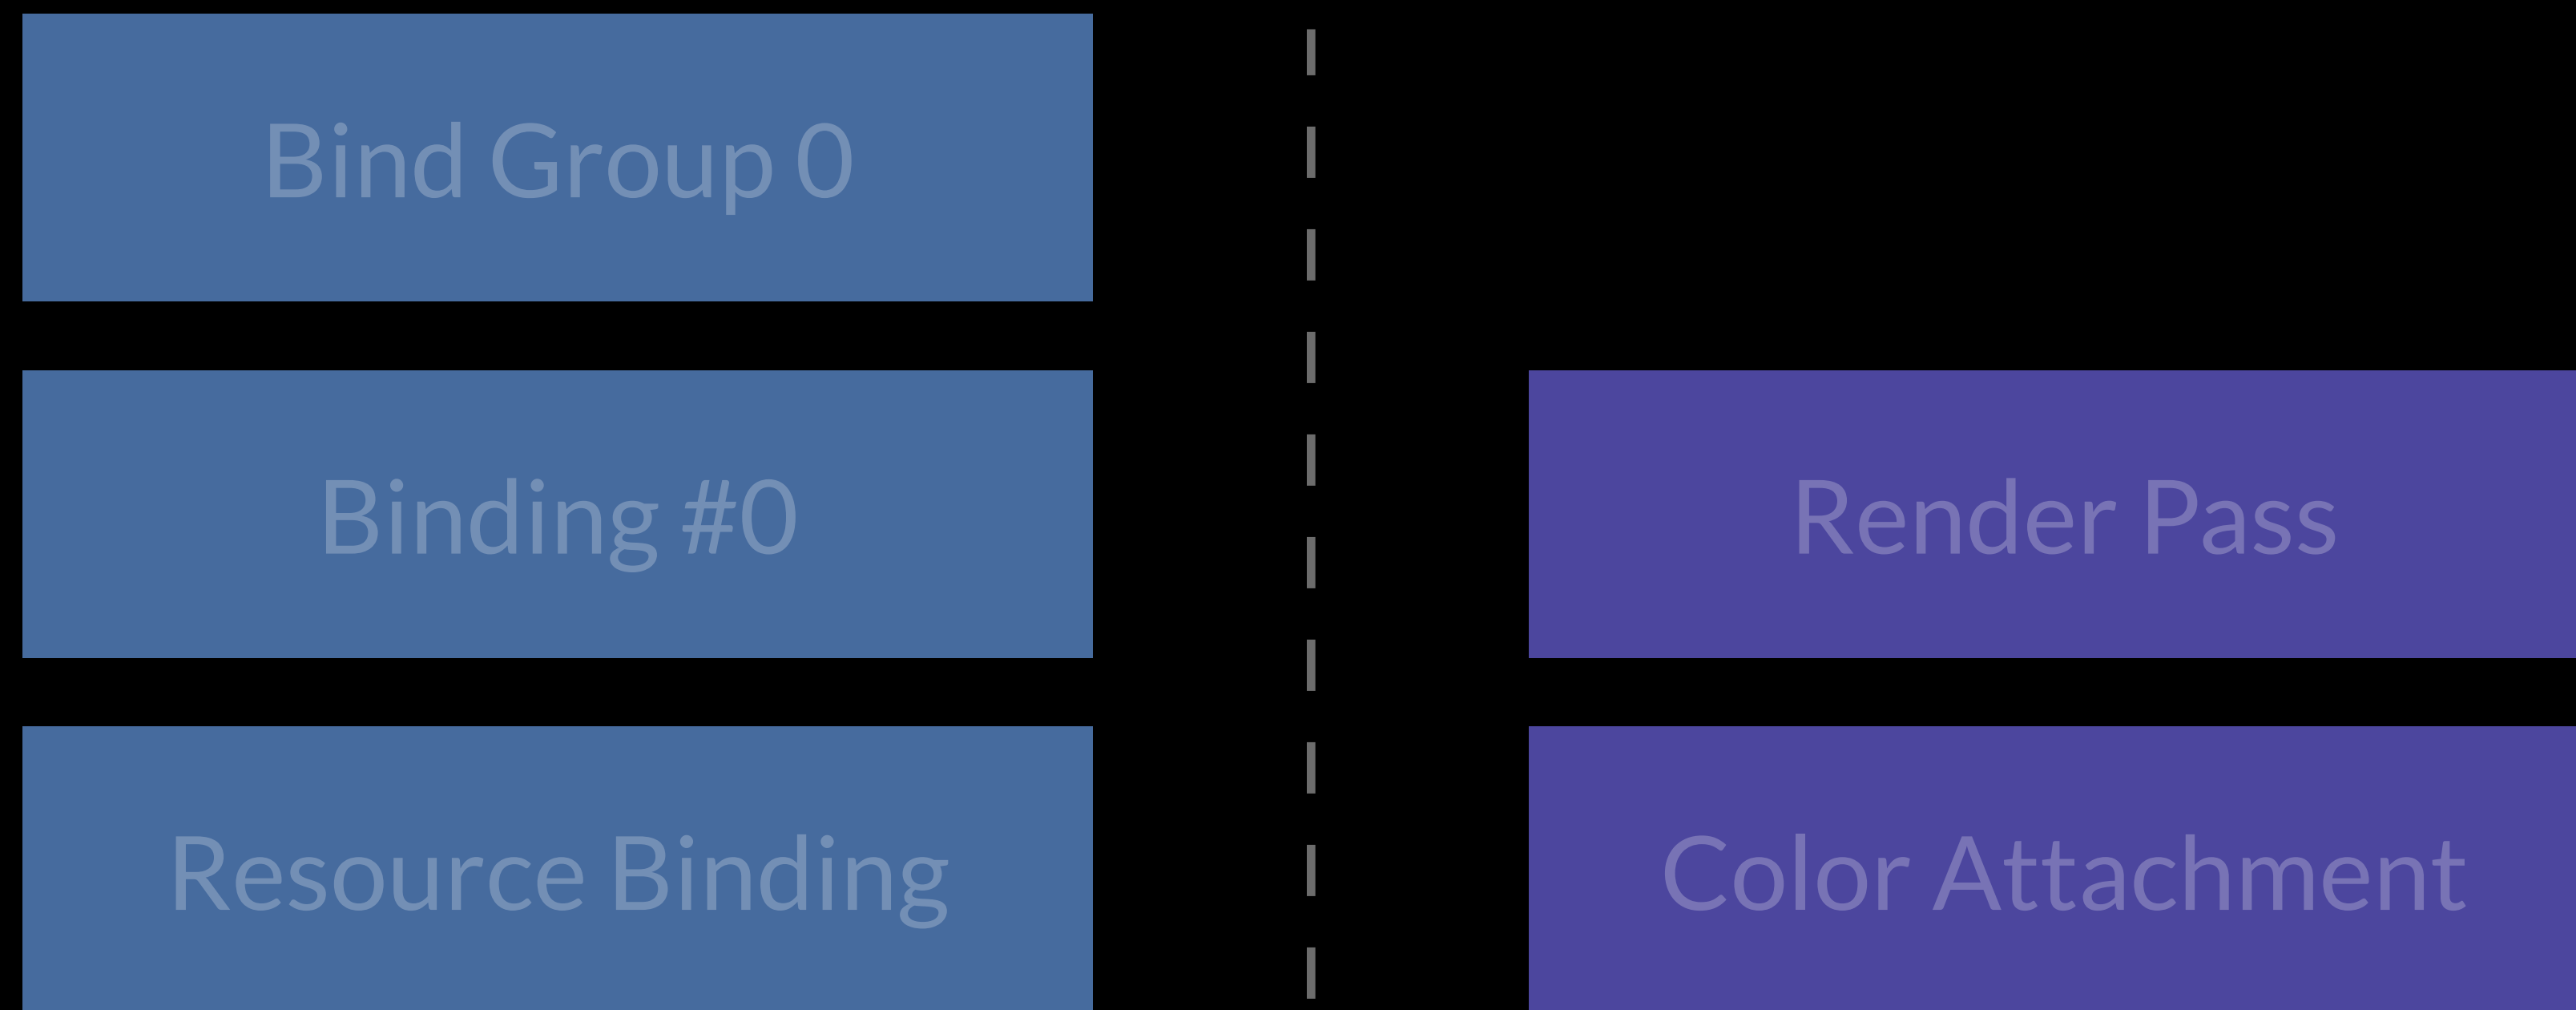 Bind Group 0
Binding #0
Render Pass
Resource Binding
Color Attachment